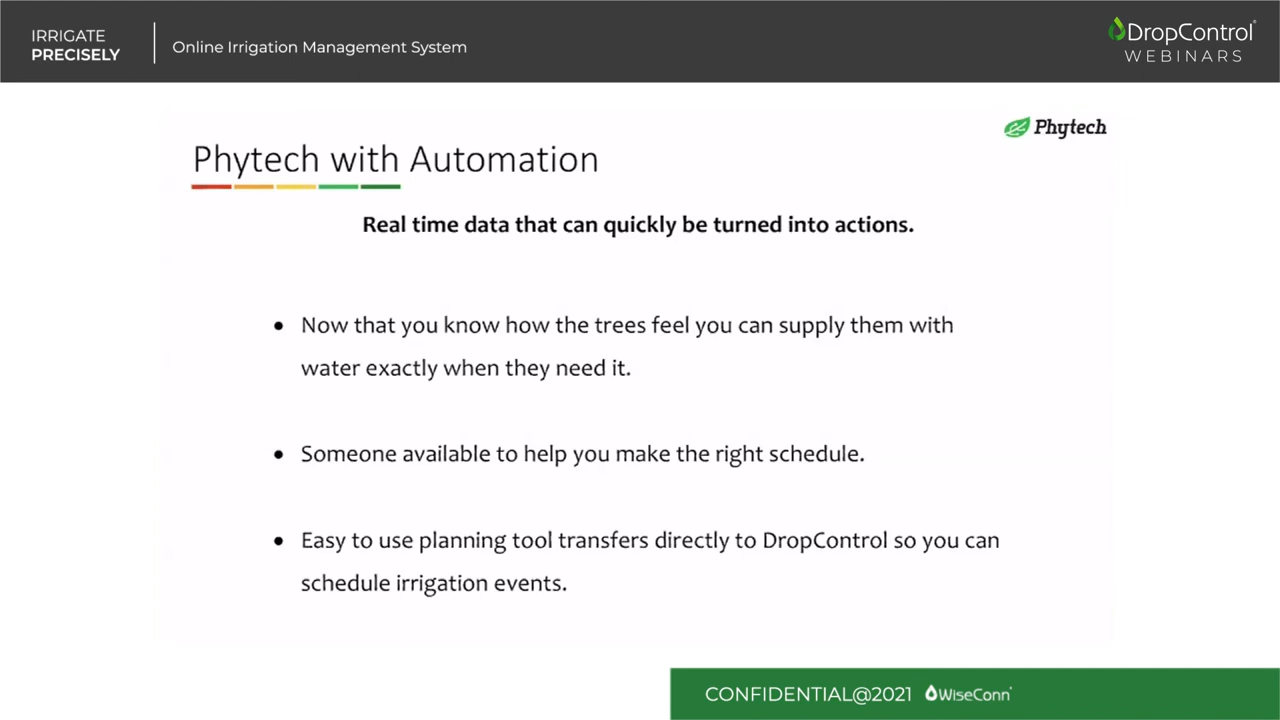 IRRIGATE
PRECISELY
Online Irrigation Management System
DropControl
WEBINARS
Phytech
Phytech with Automation
Real time data that can quickly be turned into actions.
• Now that you know how the trees feel you can supply them with
water exactly when they need it.
• Someone available to help you make the right schedule.
• Easy to use planning tool transfers directly to DropControl so you can
schedule irrigation events.
CONFIDENTIAL@2021 WiseConn